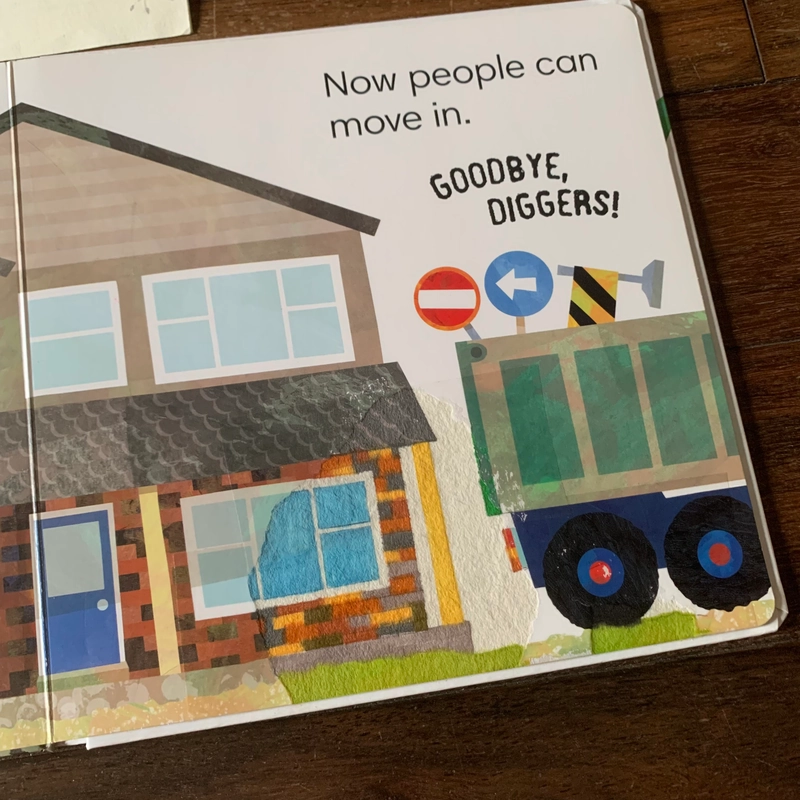 Now people can
move in.
GOODBYE,
DIGGERS!